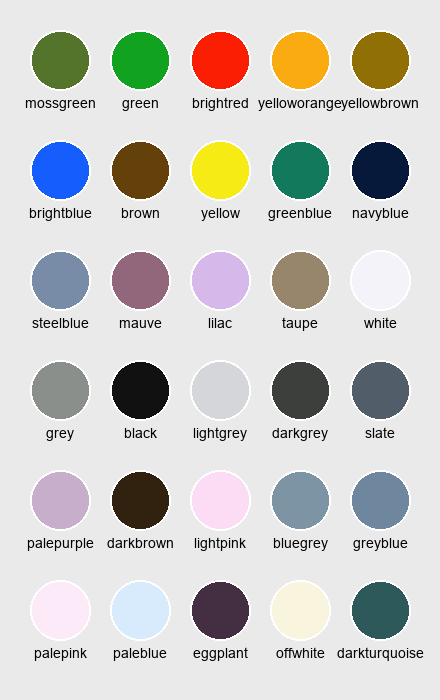 mossgreen green brightred yelloworange yellowbrown
brightblue brown yellow greenblue navyblue
steelblue mauve lilac taupe white
grey black lightgrey darkgrey slate
palepurple darkbrown lightpink bluegrey greyblue
palepink paleblue eggplant offwhite darkturquoise